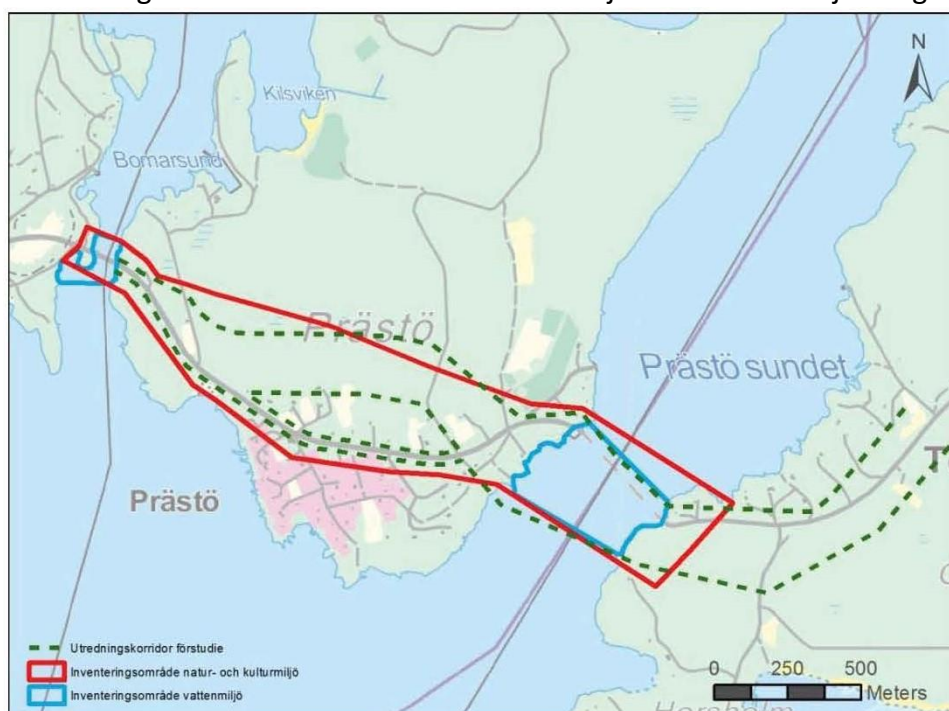 N
Kilsviken
Bomarsund
Prästö
Prästö sundet
Prästö
T
Utredningskorridor förstudie
Inventeringsområde natur- och kulturmiljö
Inventeringsområde vattenmiljö
0 250 500
Meters